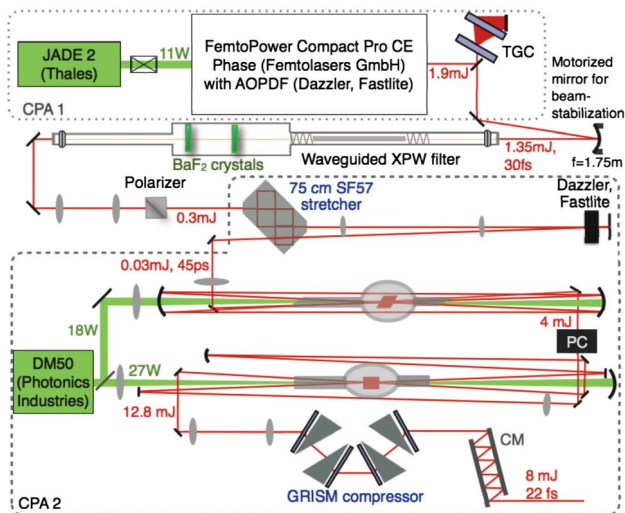 JADE 2
(Thales)
11W
FemtoPower Compact Pro CE
Phase (Femtolasers GmbH)
with AOPDF (Dazzler, Fastlite)
1.9mJ
TGC
Motorized
mirror for
beam-
stabilization
CPA 1
BaF₂ crystals
Waveguided XPW filter
1.35mJ,
30fs
f=1.75m
Polarizer
0.3mJ
75 cm SF57
stretcher
Dazzler,
Fastlite
0.03mJ, 45ps
18W
4 mJ
PC
DM50
(Photonics
Industries)
27W
12.8 mJ
GRISM compressor
CM
8 mJ
22 fs
CPA 2